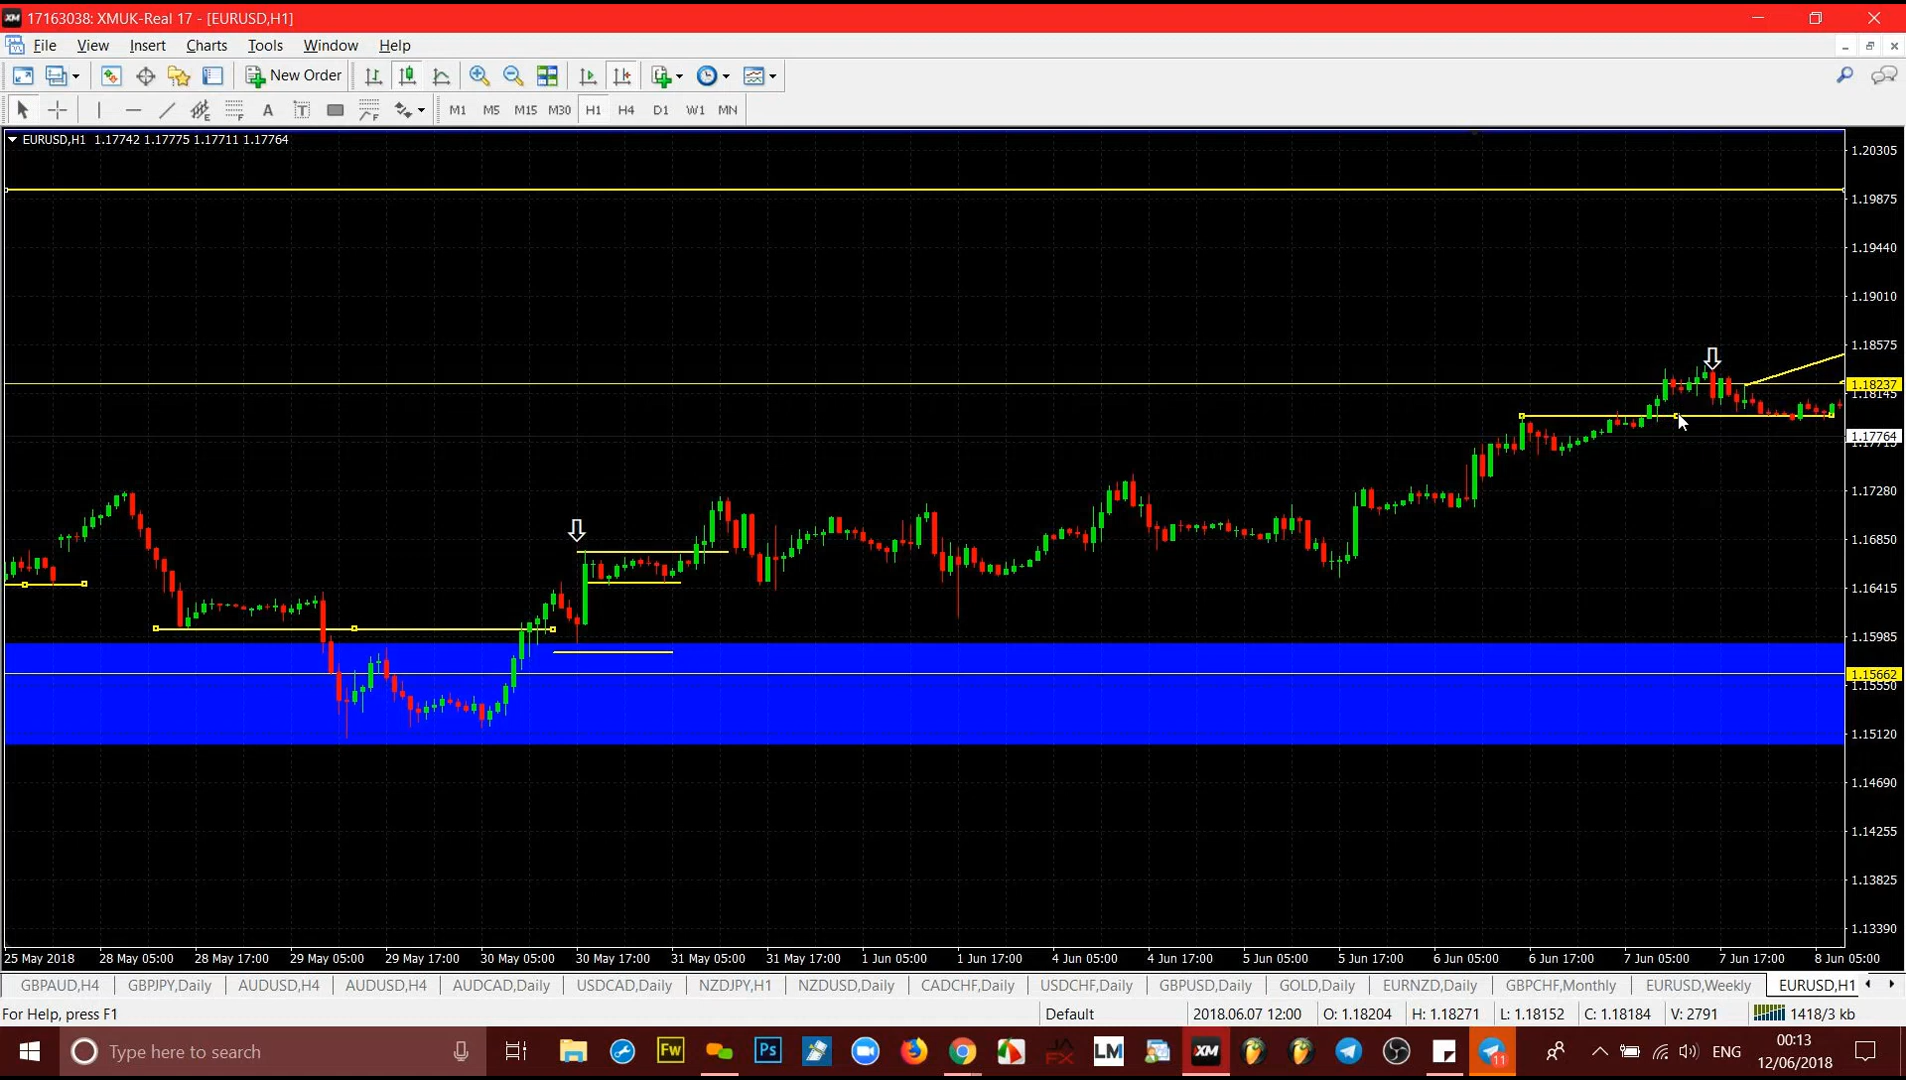 17163038: XMUK-Real 17 - [EURUSD,H1]
File View Insert Charts Tools Window Help
New Order
A T M1 M5 M15 M30 H1 H4 D1 W1 MN
EURUSD,H1 1.17742 1.17775 1.17711 1.17764
1.20305
1.19875
1.19440
1.19010
1.18575
1.18237
1.18145
1.17764
1.17715
1.17280
1.16850
1.16415
1.15985
1.15662
1.15550
1.15120
1.14690
1.14255
1.13825
1.13390
25 May 2018 28 May 05:00 28 May 17:00 29 May 05:00 29 May 17:00 30 May 05:00 30 May 17:00 31 May 05:00 31 May 17:00 1 Jun 05:00 1 Jun 17:00 4 Jun 05:00 4 Jun 17:00 5 Jun 05:00 5 Jun 17:00 6 Jun 05:00 6 Jun 17:00 7 Jun 05:00 7 Jun 17:00 8 Jun 05:00
GBPAUD,H4 GBPJPY,Daily AUDUSD,H4 AUDUSD,H4 AUDCAD,Daily USDCAD,Daily NZDJPY,H1 NZDUSD,Daily CADCHF,Daily USDCHF,Daily GBPUSD,Daily GOLD,Daily EURNZD,Daily GBPCHF,Monthly EURUSD,Weekly EURUSD,H1
For Help, press F1 Default 2018.06.07 12:00 O: 1.18204 H: 1.18271 L: 1.18152 C: 1.18184 V: 2791 1418/3 kb
Type here to search Fw Ps LM XM 11 ENG 00:13
12/06/2018